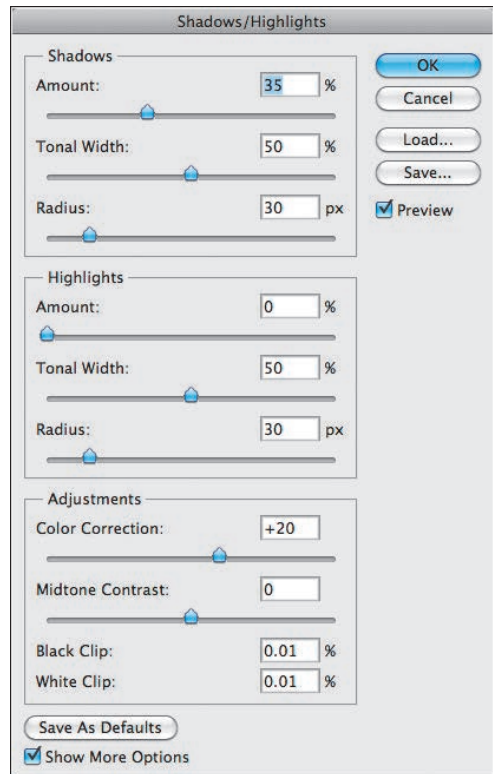 Shadows/Highlights
Shadows
Amount: 35 %
Tonal Width: 50 %
Radius: 30 px
Highlights
Amount: 0 %
Tonal Width: 50 %
Radius: 30 px
Adjustments
Color Correction: +20
Midtone Contrast: 0
Black Clip: 0.01 %
White Clip: 0.01 %
Save As Defaults
Show More Options
OK
Cancel
Load...
Save...
Preview